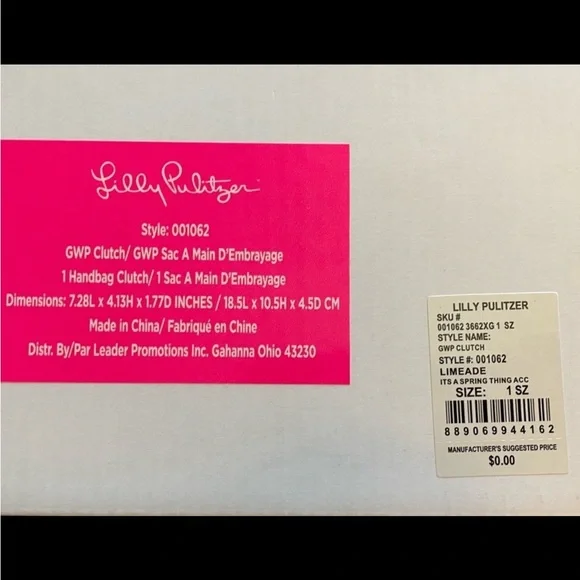 Lilly Pulitzer
Style: 001062
GWP Clutch/ GWP Sac A Main D'Embrayage
1 Handbag Clutch/ 1 Sac A Main D'Embrayage
Dimensions: 7.28L x 4.13H x 1.77D INCHES / 18.5L x 10.5H x 4.5D CM
Made in China/ Fabriqué en Chine
Distr. By/Par Leader Promotions Inc. Gahanna Ohio 43230
LILLY PULITZER
SKU #
001062 3662XG 1 SZ
STYLE NAME:
GWP CLUTCH
STYLE #: 001062
LIMEADE
ITS A SPRING THING ACC
SIZE: 1 SZ
889069944162
MANUFACTURER'S SUGGESTED PRICE
$0.00